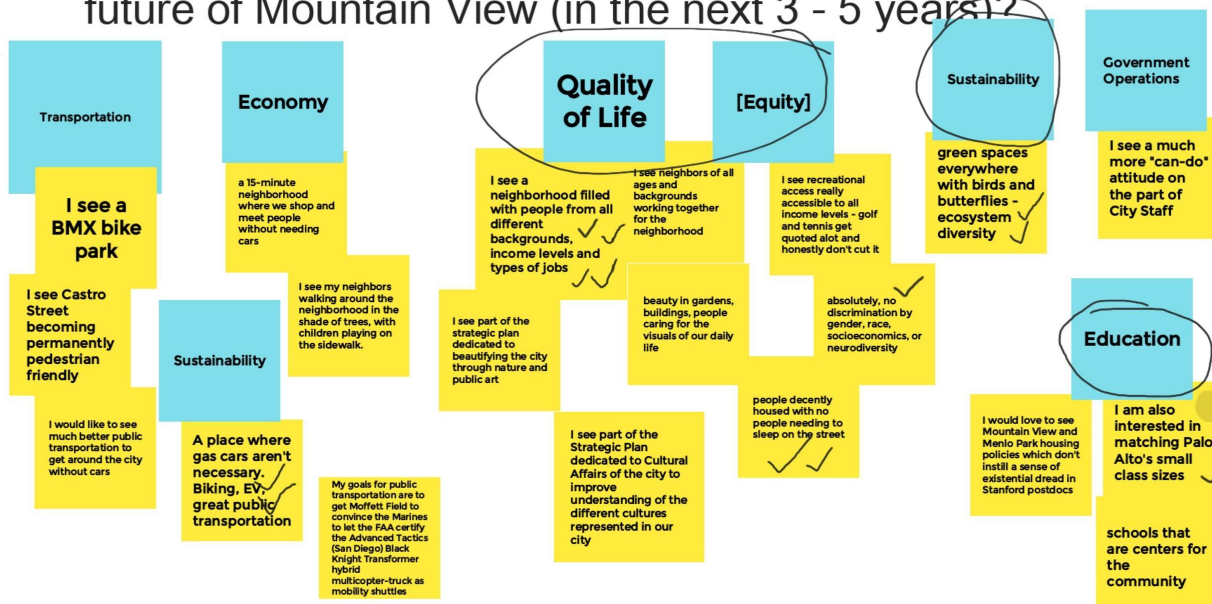 future of Mountain View (in the next 3 - 5 years)?
Transportation
I see a
BMX bike
park
I see Castro
Street
becoming
permanently
pedestrian
friendly
I would like to see
much better public
transportation to
get around the city
without cars
Economy
a 15-minute
neighborhood
where we shop and
meet people
without needing
cars
I see my neighbors
walking around the
neighborhood in the
shade of trees, with
children playing on
the sidewalk.
Sustainability
A place where
gas cars aren't
necessary.
Biking, EV,
great public
transportation
My goals for public
transportation are to
get Moffett Field to
convince the Marines
to let the FAA certify
the Advanced Tactics
(San Diego) Black
Knight Transformer
hybrid
multicopter-truck as
mobility shuttles
Quality
of Life
[Equity]
I see a
neighborhood filled
with people from all
different
backgrounds,
income levels and
types of jobs
I see neighbors of all
ages and
backgrounds
working together
for the
neighborhood
I see recreational
access really
accessible to all
income levels - golf
and tennis get
quoted alot and
honestly don't cut it
I see part of the
strategic plan
dedicated to
beautifying the city
through nature and
public art
beauty in gardens,
buildings, people
caring for the
visuals of our daily
life
absolutely, no
discrimination by
gender, race,
socioeconomics, or
neurodiversity
people decently
housed with no
people needing to
sleep on the street
I see part of the
Strategic Plan
dedicated to Cultural
Affairs of the city to
improve
understanding of the
different cultures
represented in our
city
Sustainability
green spaces
everywhere
with birds and
butterflies -
ecosystem
diversity
Government
Operations
I see a much
more "can-do"
attitude on
the part of
City Staff
Education
I would love to see
Mountain View and
Menlo Park housing
policies which don't
instill a sense of
existential dread in
Stanford postdocs
I am also
interested in
matching Palo
Alto's small
class sizes
schools that
are centers for
the
community